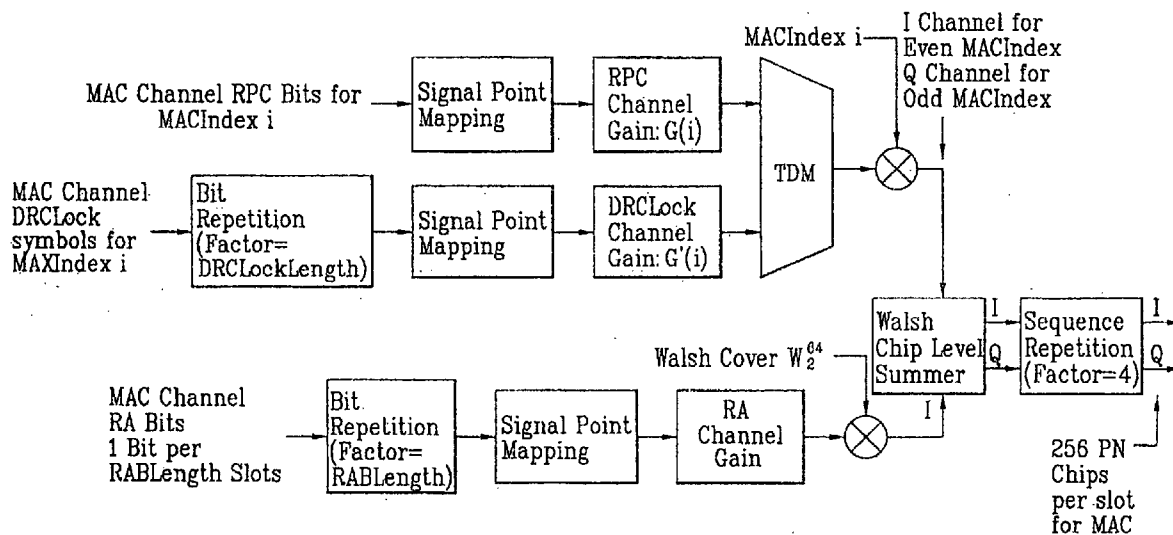 MAC Channel RPC Bits for
MACIndex i
Signal Point
Mapping
RPC
Channel
Gain: G(i)
TDM
MACIndex i
I Channel for
Even MACIndex
Q Channel for
Odd MACIndex
MAC Channel
DRCLock
symbols for
MAXIndex i
Bit
Repetition
(Factor=
DRCLockLength)
Signal Point
Mapping
DRCLock
Channel
Gain: G'(i)
Walsh
Chip Level
Summer
I
Q
I
Sequence
Repetition
(Factor=4)
I
Q
Walsh Cover W₂⁶⁴
MAC Channel
RA Bits
1 Bit per
RABLength Slots
Bit
Repetition
(Factor=
RABLength)
Signal Point
Mapping
RA
Channel
Gain
256 PN
Chips
per slot
for MAC